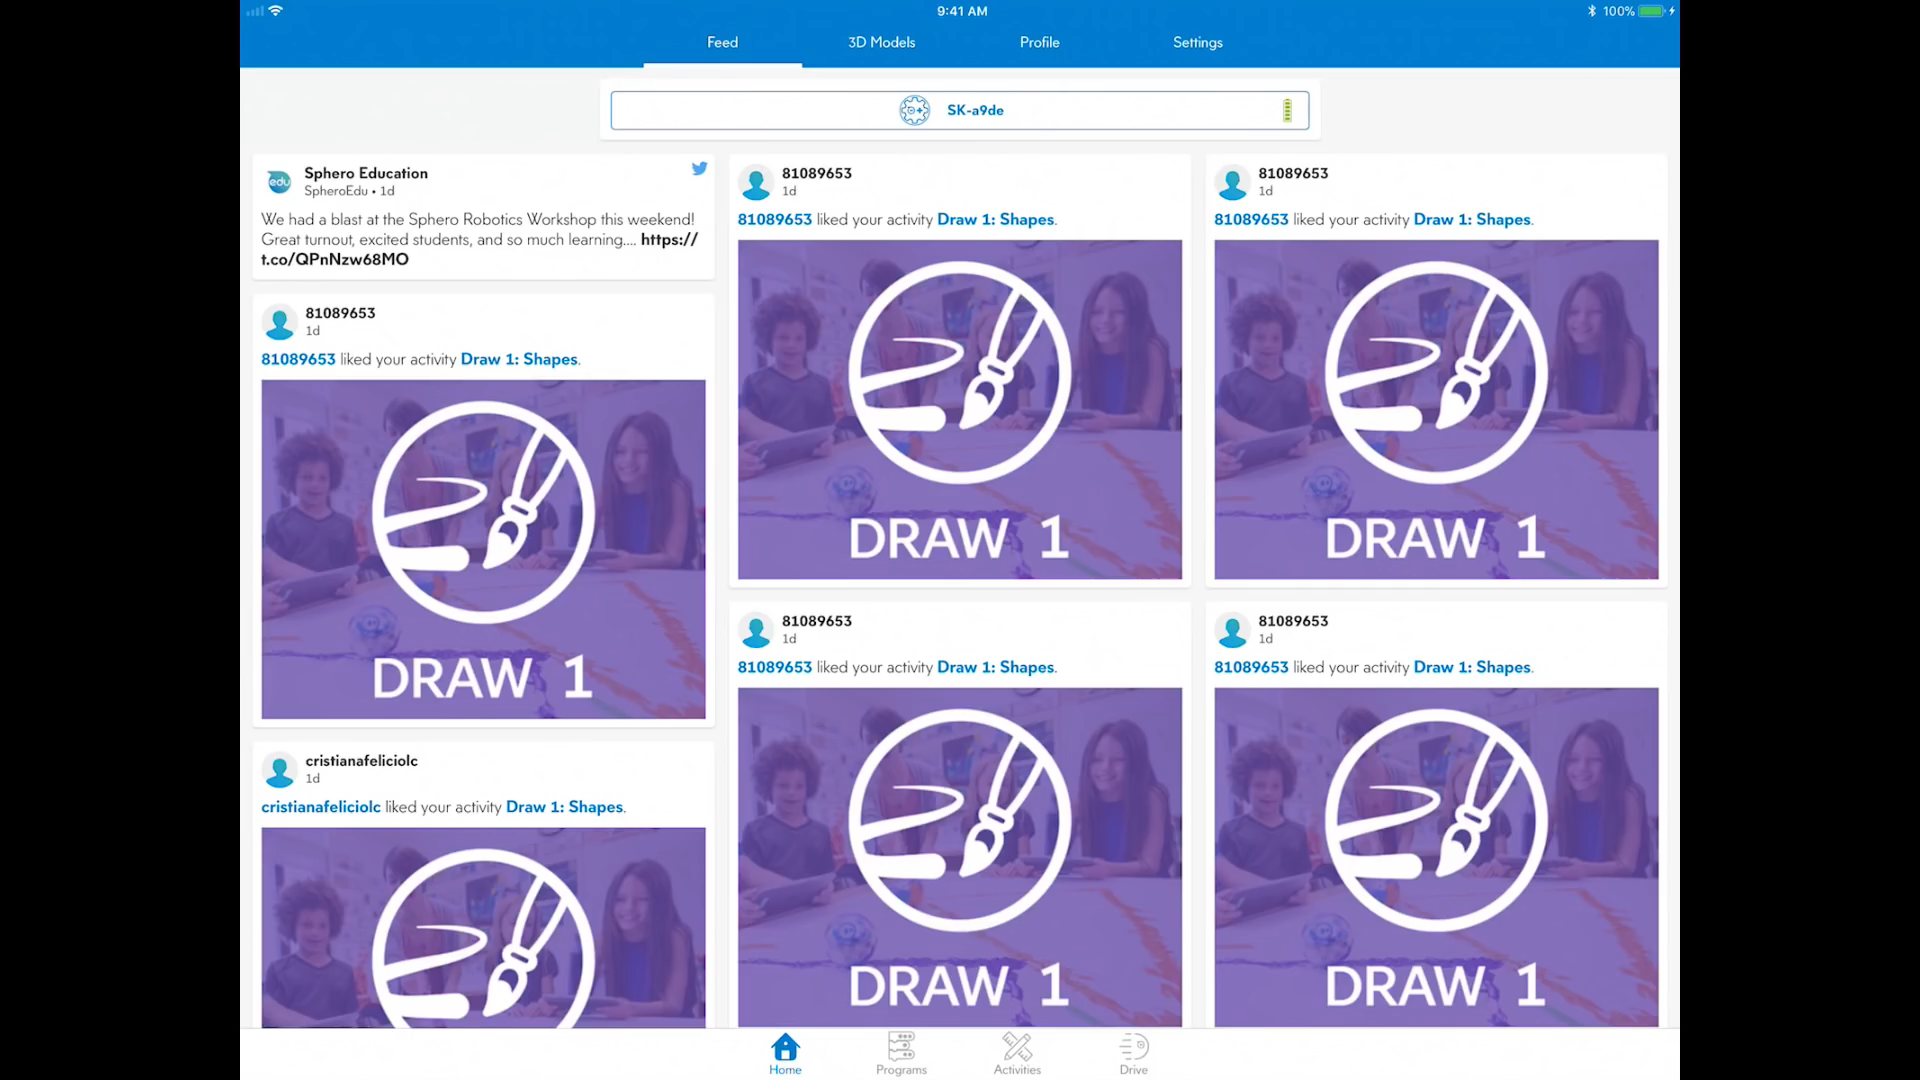 9:41 AM
100%
Feed
3D Models
Profile
Settings
SK-a9de
edu
Sphero Education
SpheroEdu • 1d
We had a blast at the Sphero Robotics Workshop this weekend!
Great turnout, excited students, and so much learning.... https://
t.co/QPnNzw68MO
81089653
1d
81089653 liked your activity Draw 1: Shapes.
DRAW 1
cristianafeliciolc
1d
cristianafeliciolc liked your activity Draw 1: Shapes.
81089653
1d
81089653 liked your activity Draw 1: Shapes.
DRAW 1
81089653
1d
81089653 liked your activity Draw 1: Shapes.
DRAW 1
81089653
1d
81089653 liked your activity Draw 1: Shapes.
DRAW 1
81089653
1d
81089653 liked your activity Draw 1: Shapes.
DRAW 1
Home
Programs
Activities
Drive